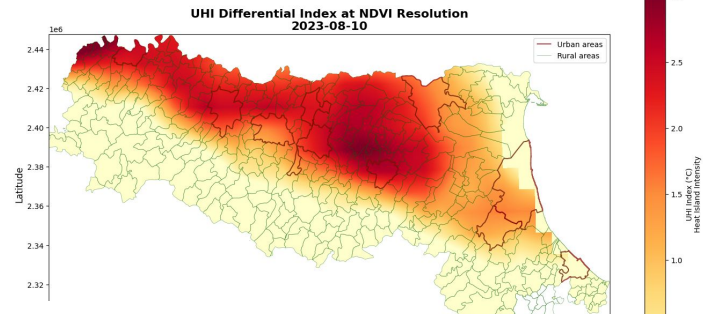 UHI Differential Index at NDVI Resolution
2023-08-10
1e6
Urban areas
Rural areas
2.44
2.42
2.40
2.38
2.36
2.34
2.32
Latitude
2.5
2.0
1.5
1.0
UHI Index (°C)
Heat Island Intensity